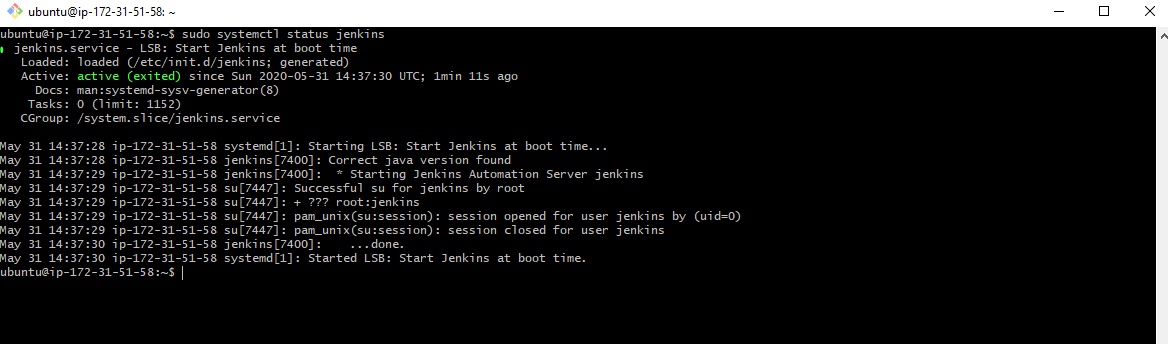 ubuntu@ip-172-31-51-58: ~
ubuntu@ip-172-31-51-58:~$ sudo systemctl status jenkins
jenkins.service - LSB: Start Jenkins at boot time
Loaded: loaded (/etc/init.d/jenkins; generated)
Active: active (exited) since Sun 2020-05-31 14:37:30 UTC; 1min 11s ago
Docs: man:systemd-sysv-generator(8)
Tasks: 0 (limit: 1152)
CGroup: /system.slice/jenkins.service
May 31 14:37:28 ip-172-31-51-58 systemd[1]: Starting LSB: Start Jenkins at boot time...
May 31 14:37:28 ip-172-31-51-58 jenkins[7400]: Correct java version found
May 31 14:37:29 ip-172-31-51-58 jenkins[7400]:  * Starting Jenkins Automation Server jenkins
May 31 14:37:29 ip-172-31-51-58 su[7447]: Successful su for jenkins by root
May 31 14:37:29 ip-172-31-51-58 su[7447]: + ??? root:jenkins
May 31 14:37:29 ip-172-31-51-58 su[7447]: pam_unix(su:session): session opened for user jenkins by (uid=0)
May 31 14:37:29 ip-172-31-51-58 su[7447]: pam_unix(su:session): session closed for user jenkins
May 31 14:37:30 ip-172-31-51-58 jenkins[7400]:    ...done.
May 31 14:37:30 ip-172-31-51-58 systemd[1]: Started LSB: Start Jenkins at boot time.
ubuntu@ip-172-31-51-58:~$